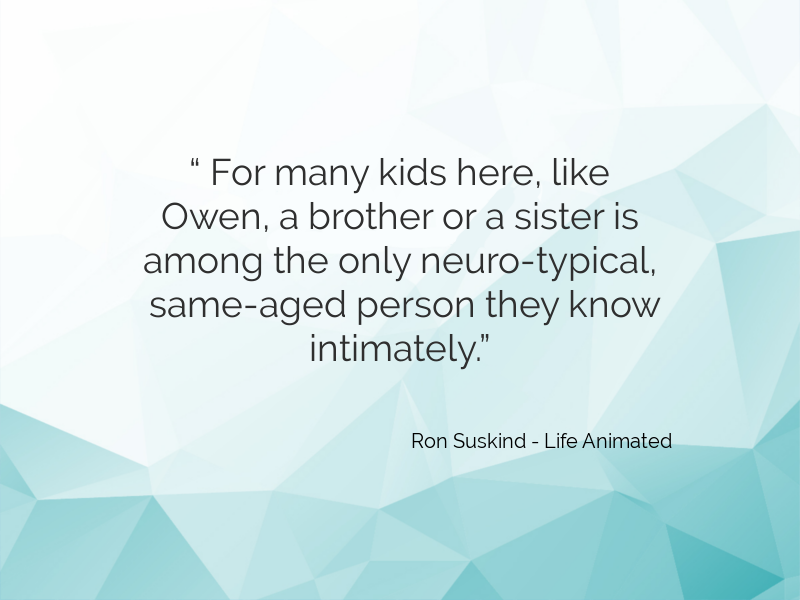 “ For many kids here, like
Owen, a brother or a sister is
among the only neuro-typical,
same-aged person they know
intimately.”
Ron Suskind - Life Animated